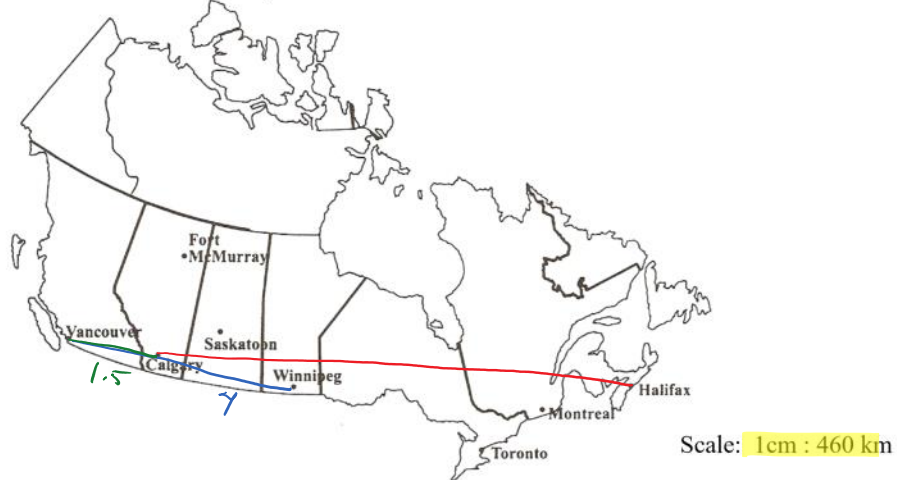 Fort
McMurray
Vancouver
Saskatoon
Calgary
1.5
Winnipeg
4
Halifax
Montreal
Toronto
Scale: 1cm : 460 km